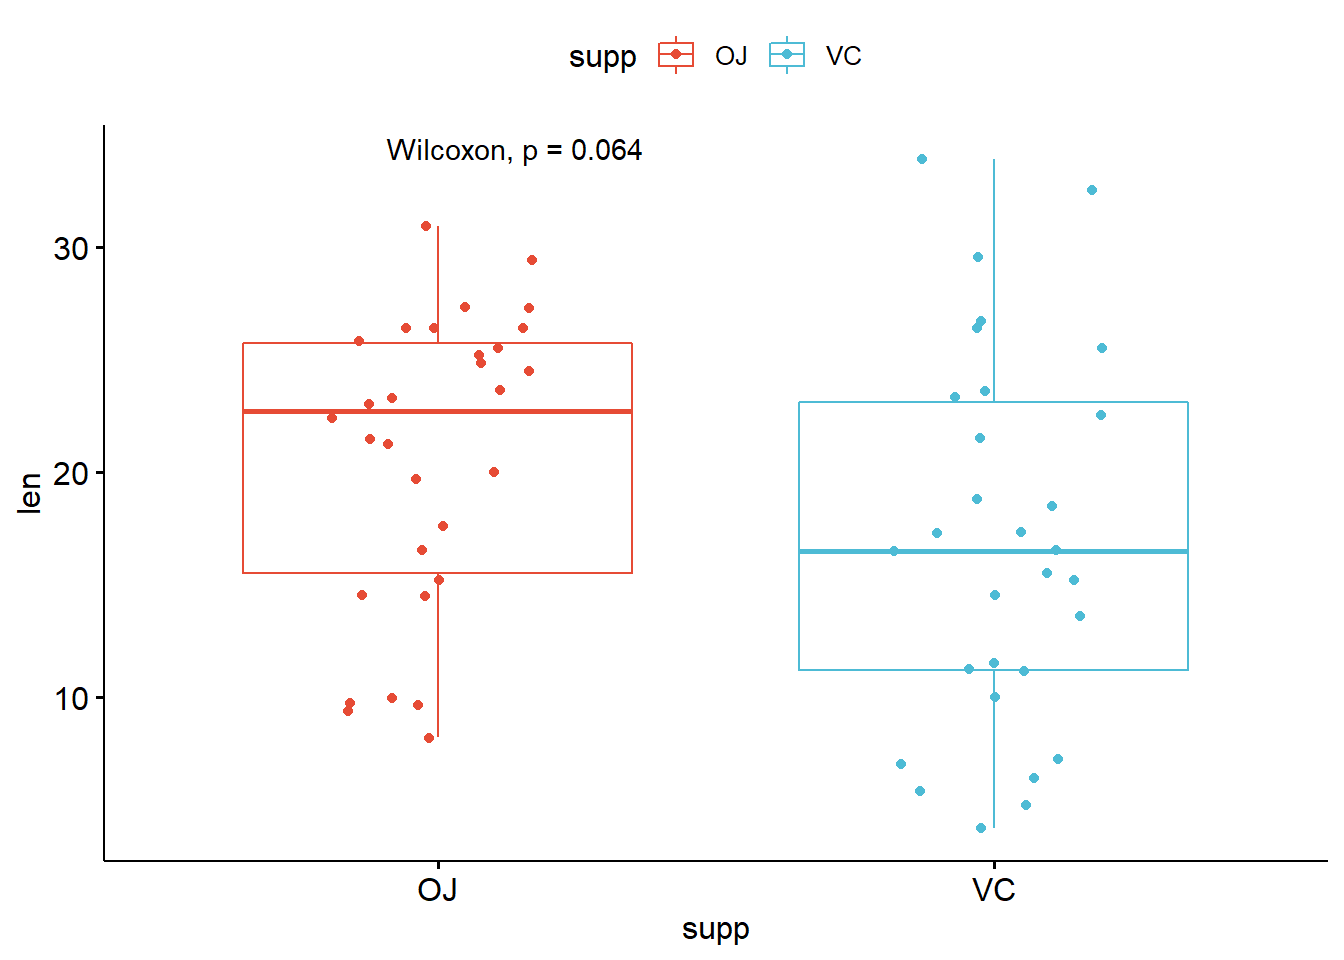 supp OJ VC
Wilcoxon, p = 0.064
30
20
10
len
OJ VC
supp